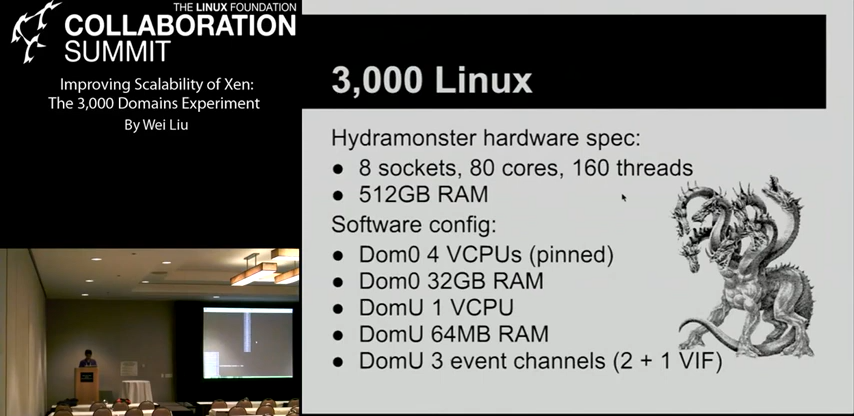 THE LINUX FOUNDATION
COLLABORATION
SUMMIT
Improving Scalability of Xen:
The 3,000 Domains Experiment
By Wei Liu
3,000 Linux
Hydramonster hardware spec:
● 8 sockets, 80 cores, 160 threads
● 512GB RAM
Software config:
● Dom0 4 VCPUs (pinned)
● Dom0 32GB RAM
● DomU 1 VCPU
● DomU 64MB RAM
● DomU 3 event channels (2 + 1 VIF)